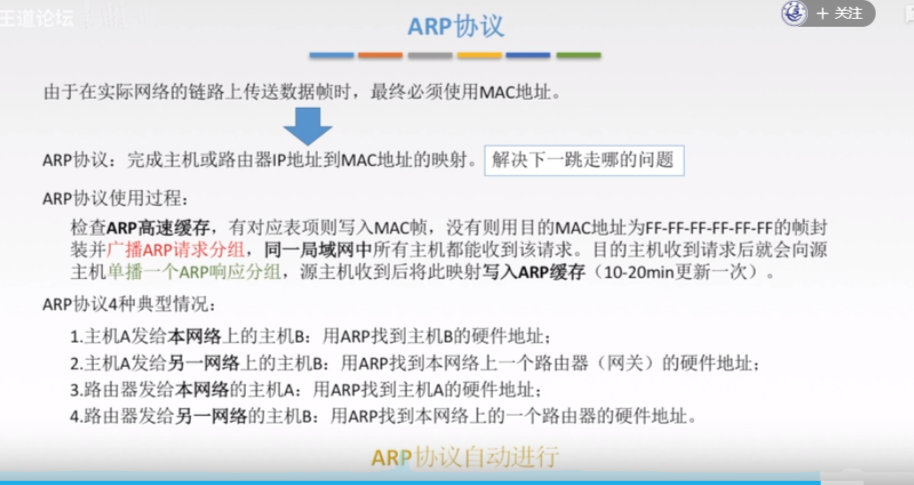 王道论坛
+ 关注
ARP协议
由于在实际网络的链路上传送数据帧时，最终必须使用MAC地址。
ARP协议：完成主机或路由器IP地址到MAC地址的映射。 解决下一跳走哪的问题
ARP协议使用过程：
检查ARP高速缓存，有对应表项则写入MAC帧，没有则用目的MAC地址为FF-FF-FF-FF-FF-FF的帧封
装并广播ARP请求分组，同一局域网中所有主机都能收到该请求。目的主机收到请求后就会向源
主机单播一个ARP响应分组，源主机收到后将此映射写入ARP缓存（10-20min更新一次）。
ARP协议4种典型情况：
1.主机A发给本网络上的主机B：用ARP找到主机B的硬件地址；
2.主机A发给另一网络上的主机B：用ARP找到本网络上一个路由器（网关）的硬件地址；
3.路由器发给本网络的主机A：用ARP找到主机A的硬件地址；
4.路由器发给另一网络的主机B：用ARP找到本网络上的一个路由器的硬件地址。
ARP协议自动进行